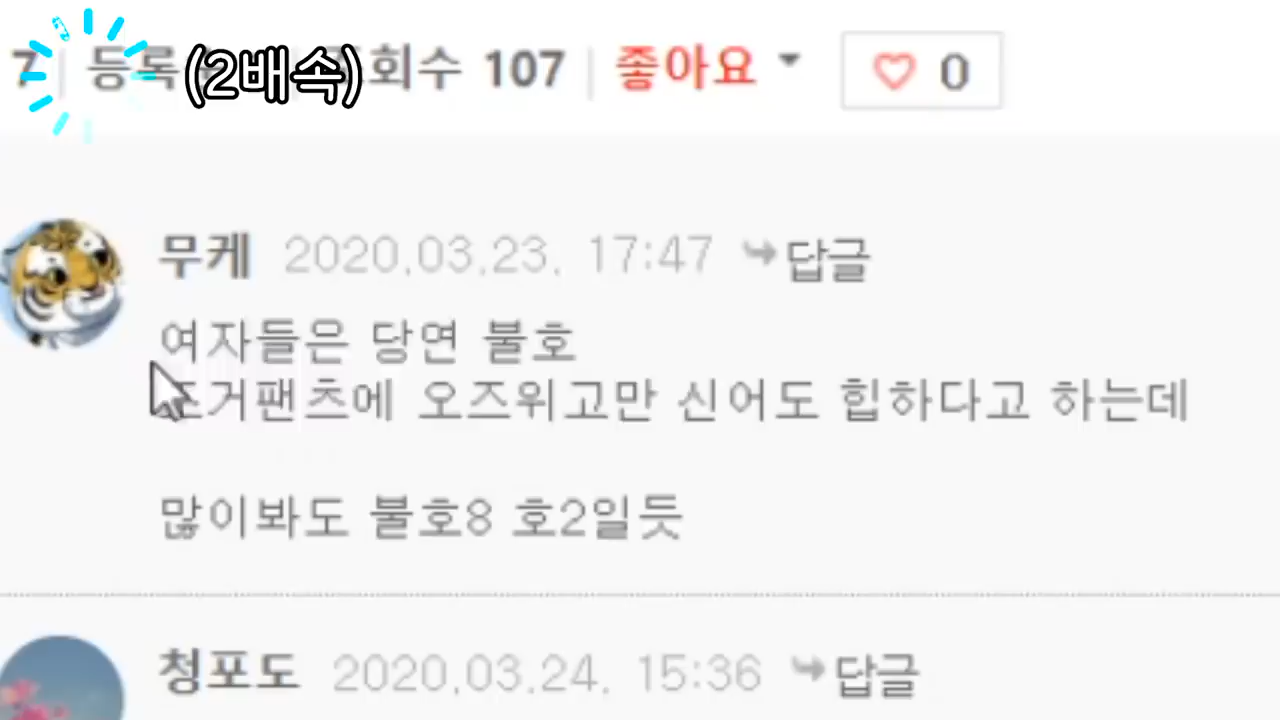 7 등록 (2배속) 조회수 107 좋아요 0
무케 2020.03.23. 17:47 답글
여자들은 당연 불호
조거팬츠에 오즈위고만 신어도 힙하다고 하는데
많이봐도 불호8 호2일듯
청포도 2020.03.24. 15:36 답글